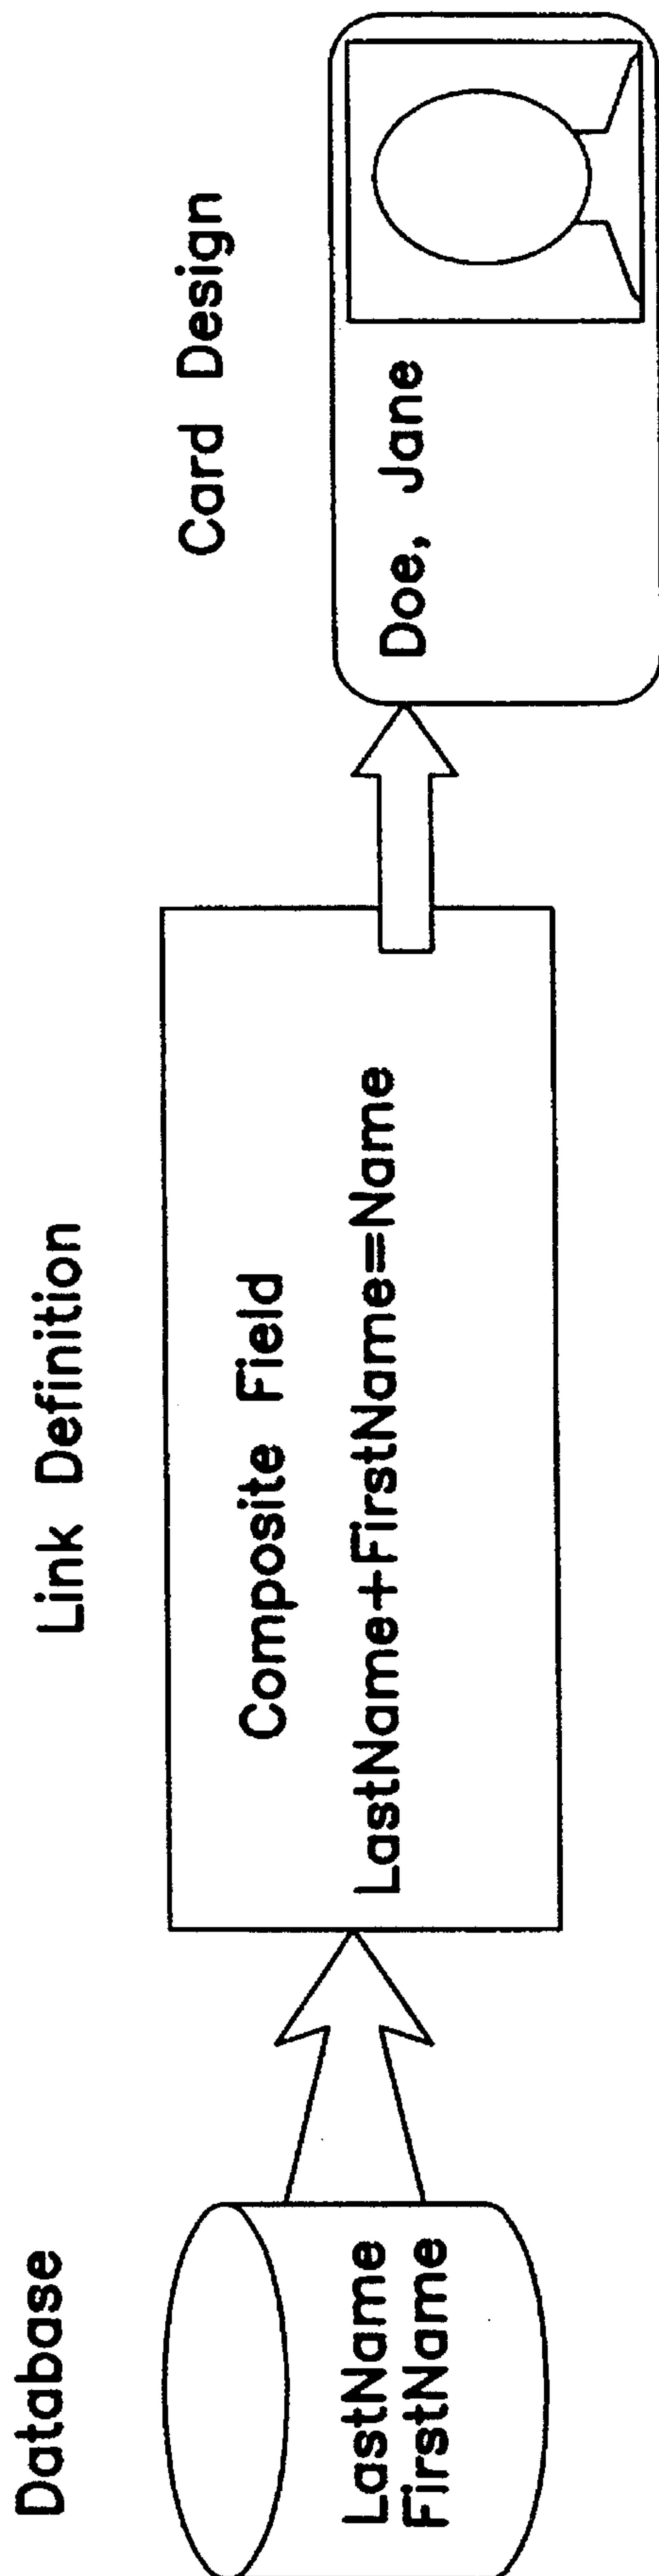 Database
LastName
FirstName
Link Definition
Composite Field
LastName+FirstName=Name
Card Design
Doe, Jane